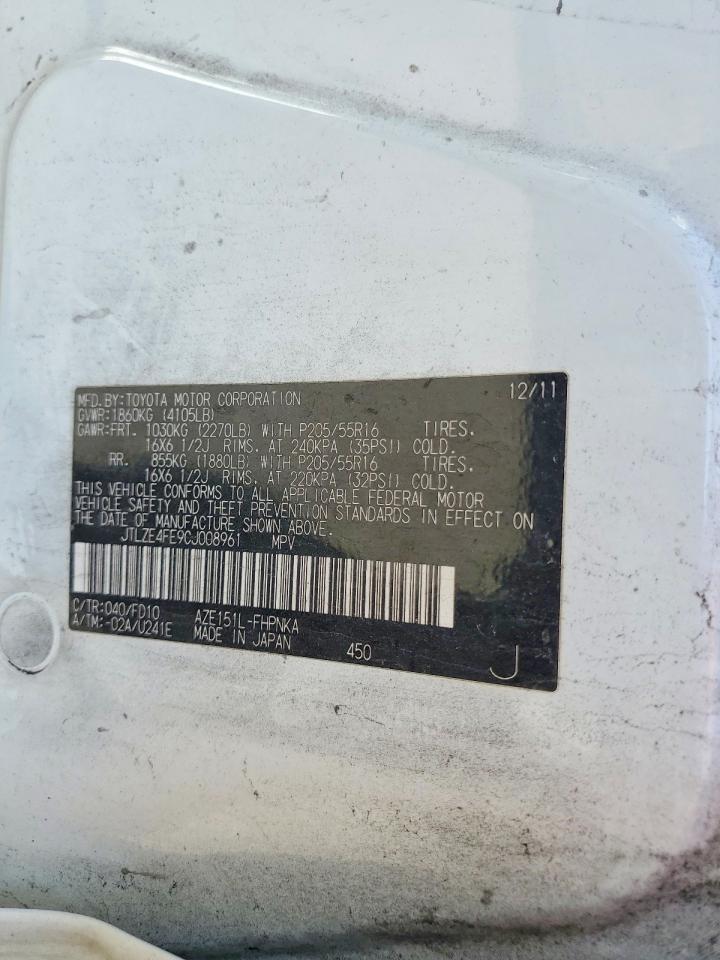 MFD.BY:TOYOTA MOTOR CORPORATION 12/11
GVWR:1860KG (4105LB)
GAWR:FRT. 1030KG (2270LB) WITH P205/55R16 TIRES.
16X6 1/2J RIMS. AT 240KPA (35PSI) COLD.
RR. 855KG (1880LB) WITH P205/55R16 TIRES.
16X6 1/2J RIMS. AT 220KPA (32PSI) COLD.
THIS VEHICLE CONFORMS TO ALL APPLICABLE FEDERAL MOTOR
VEHICLE SAFETY AND THEFT PREVENTION STANDARDS IN EFFECT ON
THE DATE OF MANUFACTURE SHOWN ABOVE.
JTLZE4FE9CJ008961 MPV
C/TR:040/FD10 AZE151L-FHPNKA
A/TM:-02A/U241E MADE IN JAPAN 450 J